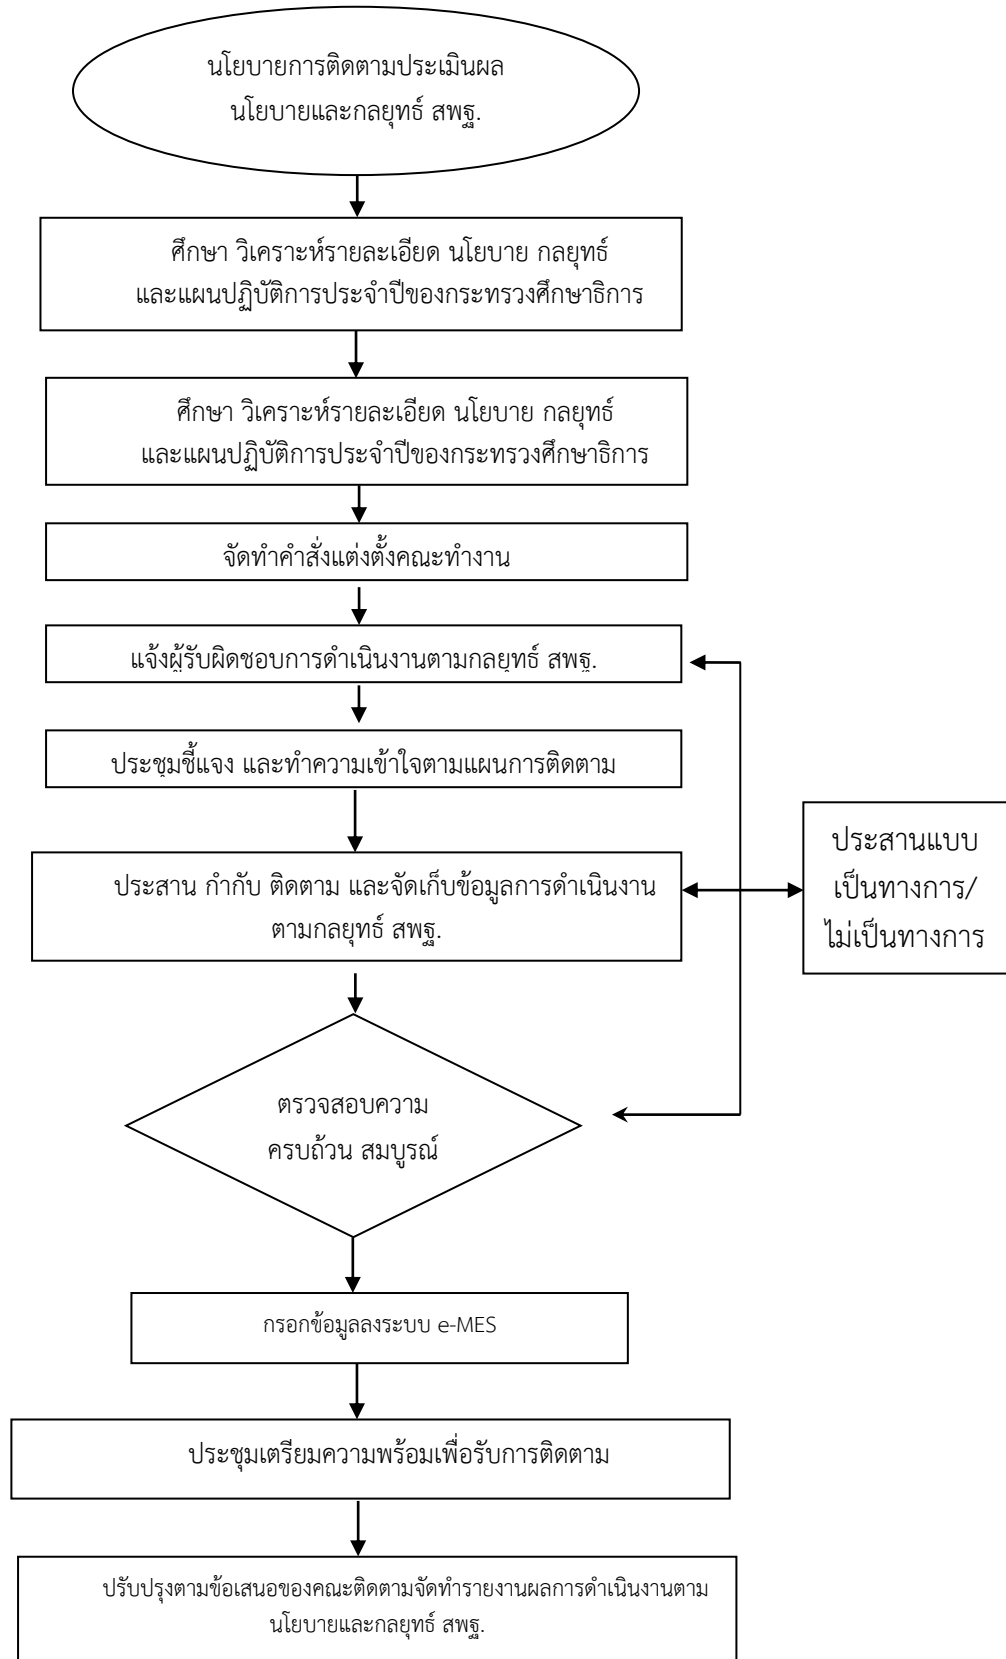 นโยบายการติดตามประเมินผล
นโยบายและกลยุทธ์ สพฐ.
ศึกษา วิเคราะห์รายละเอียด นโยบาย กลยุทธ์
และแผนปฏิบัติการประจำปีของกระทรวงศึกษาธิการ
ศึกษา วิเคราะห์รายละเอียด นโยบาย กลยุทธ์
และแผนปฏิบัติการประจำปีของกระทรวงศึกษาธิการ
จัดทำคำสั่งแต่งตั้งคณะทำงาน
แจ้งผู้รับผิดชอบการดำเนินงานตามกลยุทธ์ สพฐ.
ประชุมชี้แจง และทำความเข้าใจตามแผนการติดตาม
ประสาน กำกับ ติดตาม และจัดเก็บข้อมูลการดำเนินงาน
ตามกลยุทธ์ สพฐ.
ประสานแบบ
เป็นทางการ/
ไม่เป็นทางการ
ตรวจสอบความ
ครบถ้วน สมบูรณ์
กรอกข้อมูลลงระบบ e-MES
ประชุมเตรียมความพร้อมเพื่อรับการติดตาม
ปรับปรุงตามข้อเสนอของคณะติดตามจัดทำรายงานผลการดำเนินงานตาม
นโยบายและกลยุทธ์ สพฐ.